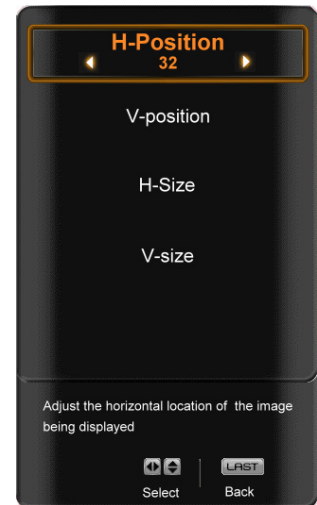 H-Position
32
V-position
H-Size
V-size
Adjust the horizontal location of the image
being displayed
LAST
Select
Back